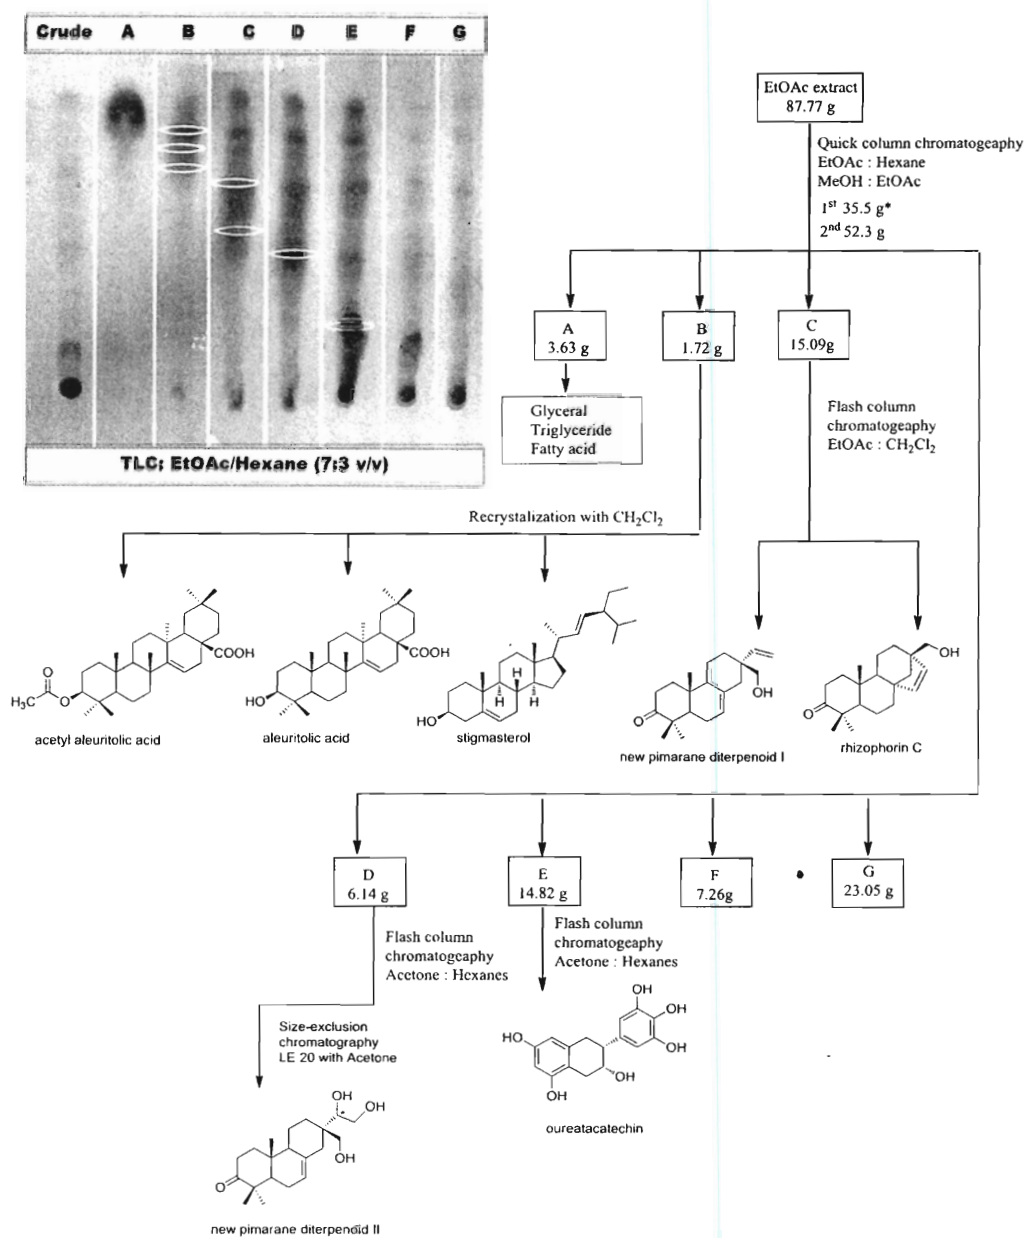 Crude A B C D E F G
TLC: EtOAc/Hexane (7:3 v/v)
EtOAc extract
87.77 g
Quick column chromatogeaphy
EtOAc : Hexane
MeOH : EtOAc
1st 35.5 g*
2nd 52.3 g
A
3.63 g
B
1.72 g
C
15.09g
Glyceral
Triglyceride
Fatty acid
Flash column
chromatogeaphy
EtOAc : CH2Cl2
Recrystalization with CH2Cl2
COOH
O
H3C
O
acetyl aleuritolic acid
COOH
HO
aleuritolic acid
H
H
H
HO
stigmasterol
OH
O
new pimarane diterpenoid I
OH
O
rhizophorin C
D
6.14 g
E
14.82 g
F
7.26g
G
23.05 g
Flash column
chromatogeaphy
Acetone : Hexanes
Flash column
chromatogeaphy
Acetone : Hexanes
Size-exclusion
chromatography
LE 20 with Acetone
OH
OH
OH
HO
OH
OH
oureatacatechin
OH
OH
OH
O
new pimarane diterpenoid II